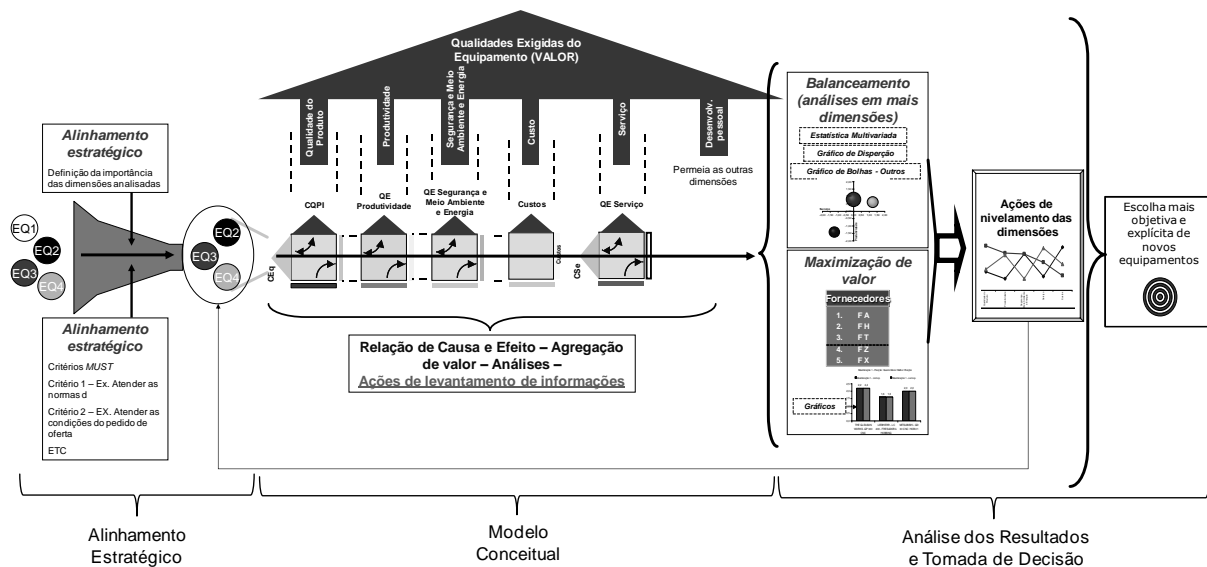 Qualidades Exigidas do
Equipamento (VALOR)
Qualidade do
Produto
Produtividade
Segurança e Meio
Ambiente e Energia
Custo
Serviço
Desenvolv.
pessoal
Permeia as outras
dimensões
Alinhamento
estratégico
Definição da importância
das dimensões analisadas
EQ1
EQ2
EQ3
EQ4
EQ2
EQ3
EQ4
Alinhamento
estratégico
Critérios MUST
Critério 1 – Ex. Atender as
normas d
Critério 2 – EX. Atender as
condições do pedido de
oferta
ETC
CQPI
QE
Produtividade
QE Segurança e
Meio Ambiente
e Energia
Custos
QE Serviço
CEq
Custos
CSe
Relação de Causa e Efeito – Agregação
de valor – Análises –
Ações de levantamento de informações
Balanceamento
(análises em mais
dimensões)
Estatística Multivariada
Gráfico de Disperção
Gráfico de Bolhas - Outros
Maximização de
valor
Fornecedores
1. F A
2. F H
3. F T
4. F Z
5. F X
Gráficos
Ações de
nivelamento das
dimensões
Escolha mais
objetiva e
explícita de
novos
equipamentos
Alinhamento
Estratégico
Modelo
Conceitual
Análise dos Resultados
e Tomada de Decisão